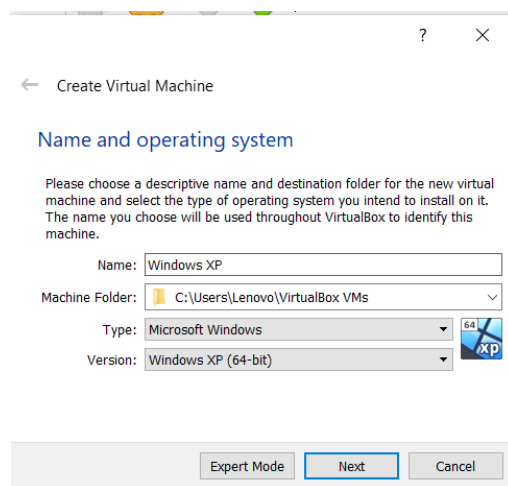 ?
Create Virtual Machine
Name and operating system
Please choose a descriptive name and destination folder for the new virtual
machine and select the type of operating system you intend to install on it.
The name you choose will be used throughout VirtualBox to identify this
machine.
Name: Windows XP
Machine Folder: C:\Users\Lenovo\VirtualBox VMs
Type: Microsoft Windows
64
Version: Windows XP (64-bit)
xp
Expert Mode Next Cancel